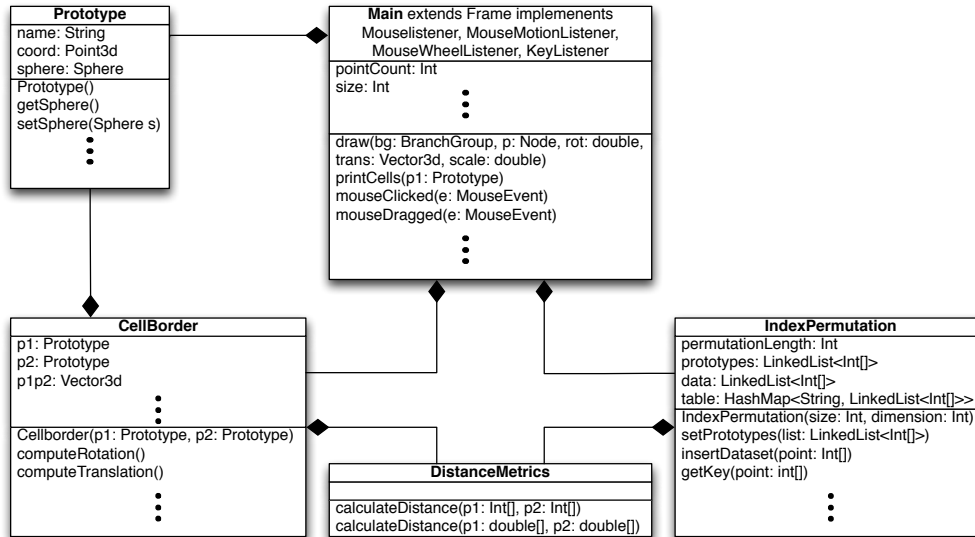 Prototype
name: String
coord: Point3d
sphere: Sphere
Prototype()
getSphere()
setSphere(Sphere s)
Main extends Frame implemenents
Mouselistener, MouseMotionListener,
MouseWheelListener, KeyListener
pointCount: Int
size: Int
draw(bg: BranchGroup, p: Node, rot: double,
trans: Vector3d, scale: double)
printCells(p1: Prototype)
mouseClicked(e: MouseEvent)
mouseDragged(e: MouseEvent)
CellBorder
p1: Prototype
p2: Prototype
p1p2: Vector3d
Cellborder(p1: Prototype, p2: Prototype)
computeRotation()
computeTranslation()
DistanceMetrics
calculateDistance(p1: Int[], p2: Int[])
calculateDistance(p1: double[], p2: double[])
IndexPermutation
permutationLength: Int
prototypes: LinkedList<Int[]>
data: LinkedList<Int[]>
table: HashMap<String, LinkedList<Int[]>>
IndexPermutation(size: Int, dimension: Int)
setPrototypes(list: LinkedList<Int[]>)
insertDataset(point: Int[])
getKey(point: int[])